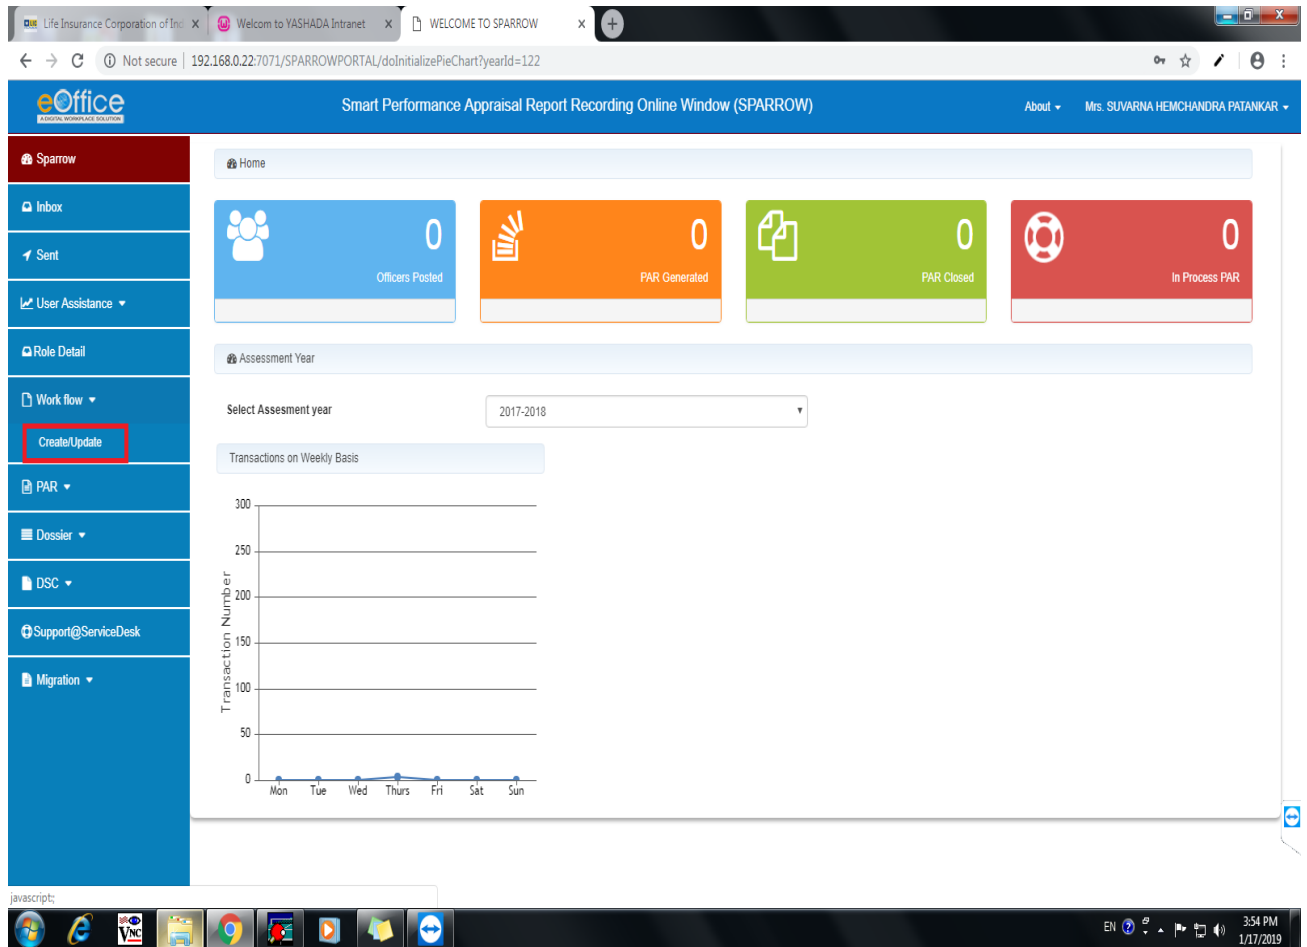 Life Insurance Corporation of Ind
Welcom to YASHADA Intranet
WELCOME TO SPARROW
Not secure | 192.168.0.22:7071/SPARROWPORTAL/doInitializePieChart?yearId=122
eOffice
A DIGITAL WORKPLACE SOLUTION
Smart Performance Appraisal Report Recording Online Window (SPARROW)
About
Mrs. SUVARNA HEMCHANDRA PATANKAR
Sparrow
Inbox
Sent
User Assistance
Role Detail
Work flow
Create/Update
PAR
Dossier
DSC
Support@ServiceDesk
Migration
Home
0
Officers Posted
0
PAR Generated
0
PAR Closed
0
In Process PAR
Assessment Year
Select Assesment year
2017-2018
Transactions on Weekly Basis
Transaction Number
300
250
200
150
100
50
0
Mon Tue Wed Thurs Fri Sat Sun
javascript:;
VNC
EN
3:54 PM
1/17/2019